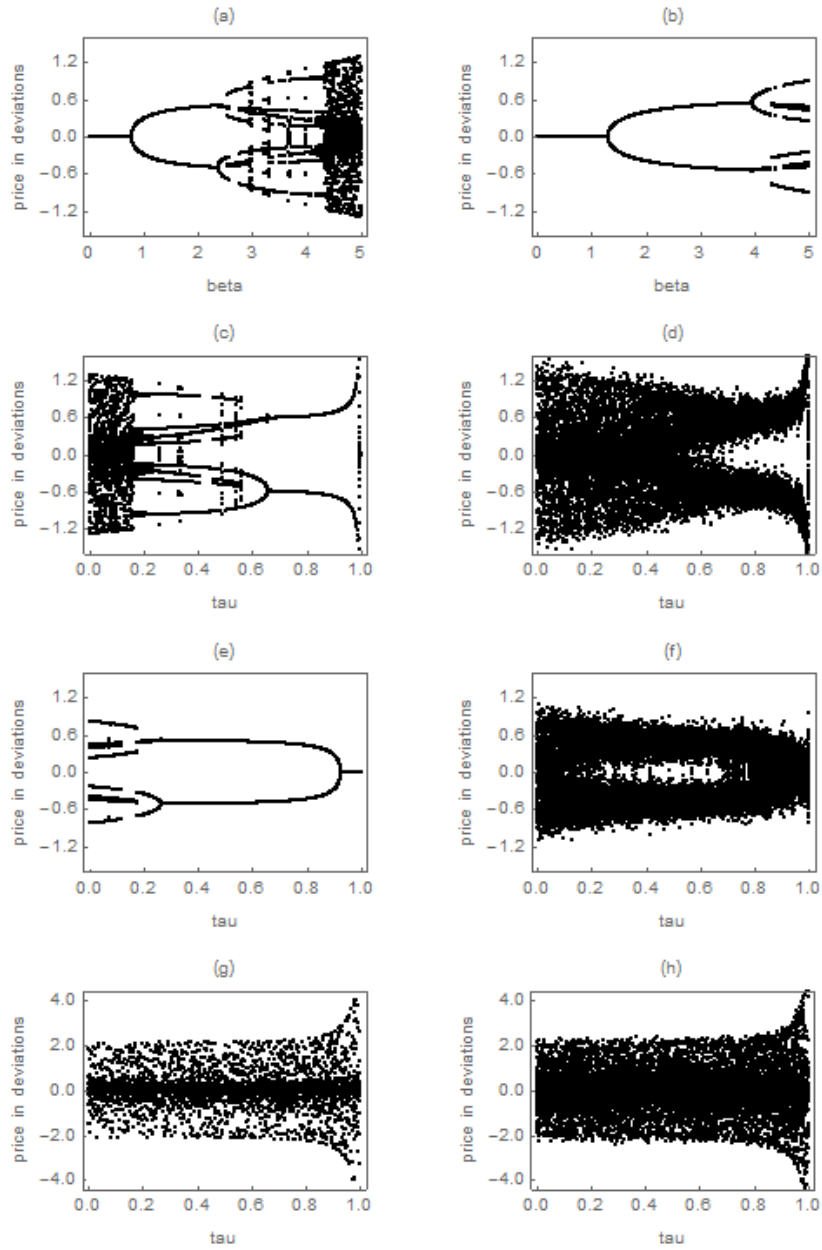 (a) (b)
price in deviations 1.2 0.6 0.0 −0.6 −1.2 price in deviations 1.2 0.6 0.0 −0.6 −1.2
0 1 2 3 4 5 0 1 2 3 4 5
beta beta
(c) (d)
price in deviations 1.2 0.6 0.0 −0.6 −1.2 price in deviations 1.2 0.6 0.0 −0.6 −1.2
0.0 0.2 0.4 0.6 0.8 1.0 0.0 0.2 0.4 0.6 0.8 1.0
tau tau
(e) (f)
price in deviations 1.2 0.6 0.0 −0.6 −1.2 price in deviations 1.2 0.6 0.0 −0.6 −1.2
0.0 0.2 0.4 0.6 0.8 1.0 0.0 0.2 0.4 0.6 0.8 1.0
tau tau
(g) (h)
price in deviations 4.0 2.0 0.0 −2.0 −4.0 price in deviations 4.0 2.0 0.0 −2.0 −4.0
0.0 0.2 0.4 0.6 0.8 1.0 0.0 0.2 0.4 0.6 0.8 1.0
tau tau